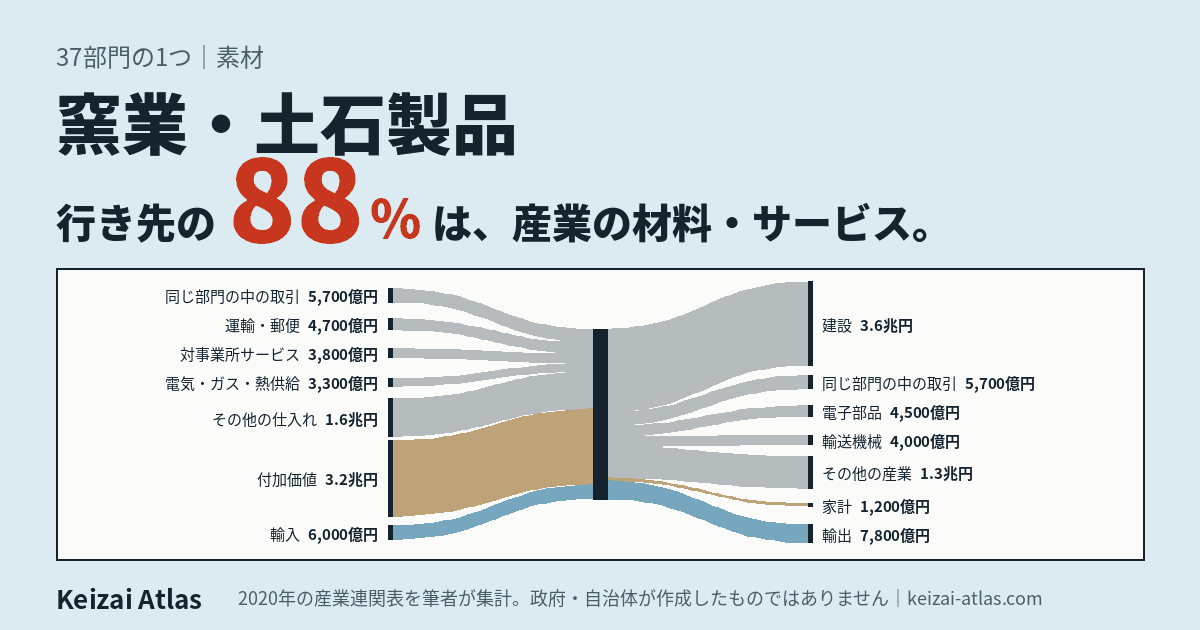 37部門の1つ｜素材
窯業・土石製品
行き先の 88% は、産業の材料・サービス。
同じ部門の中の取引 5,700億円
運輸・郵便 4,700億円
対事業所サービス 3,800億円
電気・ガス・熱供給 3,300億円
その他の仕入れ 1.6兆円
付加価値 3.2兆円
輸入 6,000億円
建設 3.6兆円
同じ部門の中の取引 5,700億円
電子部品 4,500億円
輸送機械 4,000億円
その他の産業 1.3兆円
家計 1,200億円
輸出 7,800億円
Keizai Atlas 2020年の産業連関表を筆者が集計。政府・自治体が作成したものではありません｜keizai-atlas.com